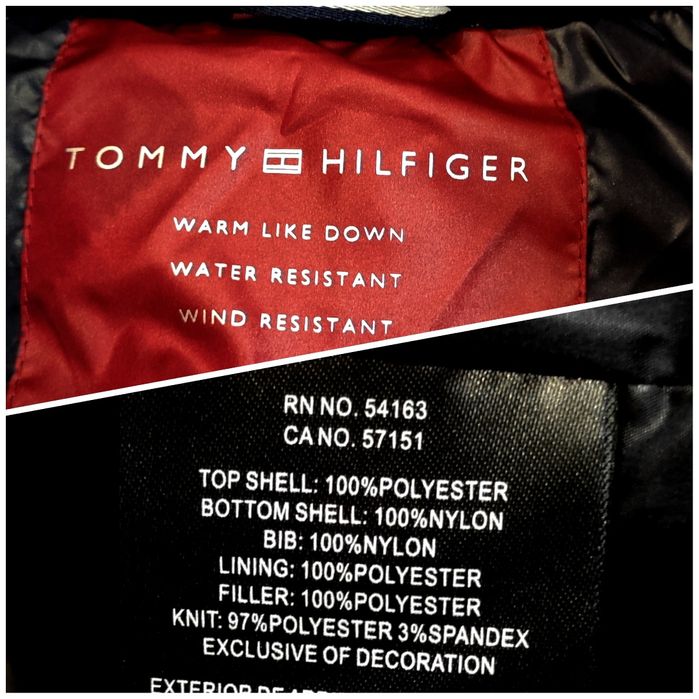 TOMMY HILFIGER
WARM LIKE DOWN
WATER RESISTANT
WIND RESISTANT
RN NO. 54163
CA NO. 57151
TOP SHELL: 100%POLYESTER
BOTTOM SHELL: 100%NYLON
BIB: 100%NYLON
LINING: 100%POLYESTER
FILLER: 100%POLYESTER
KNIT: 97%POLYESTER 3%SPANDEX
EXCLUSIVE OF DECORATION
EXTERIOR DE